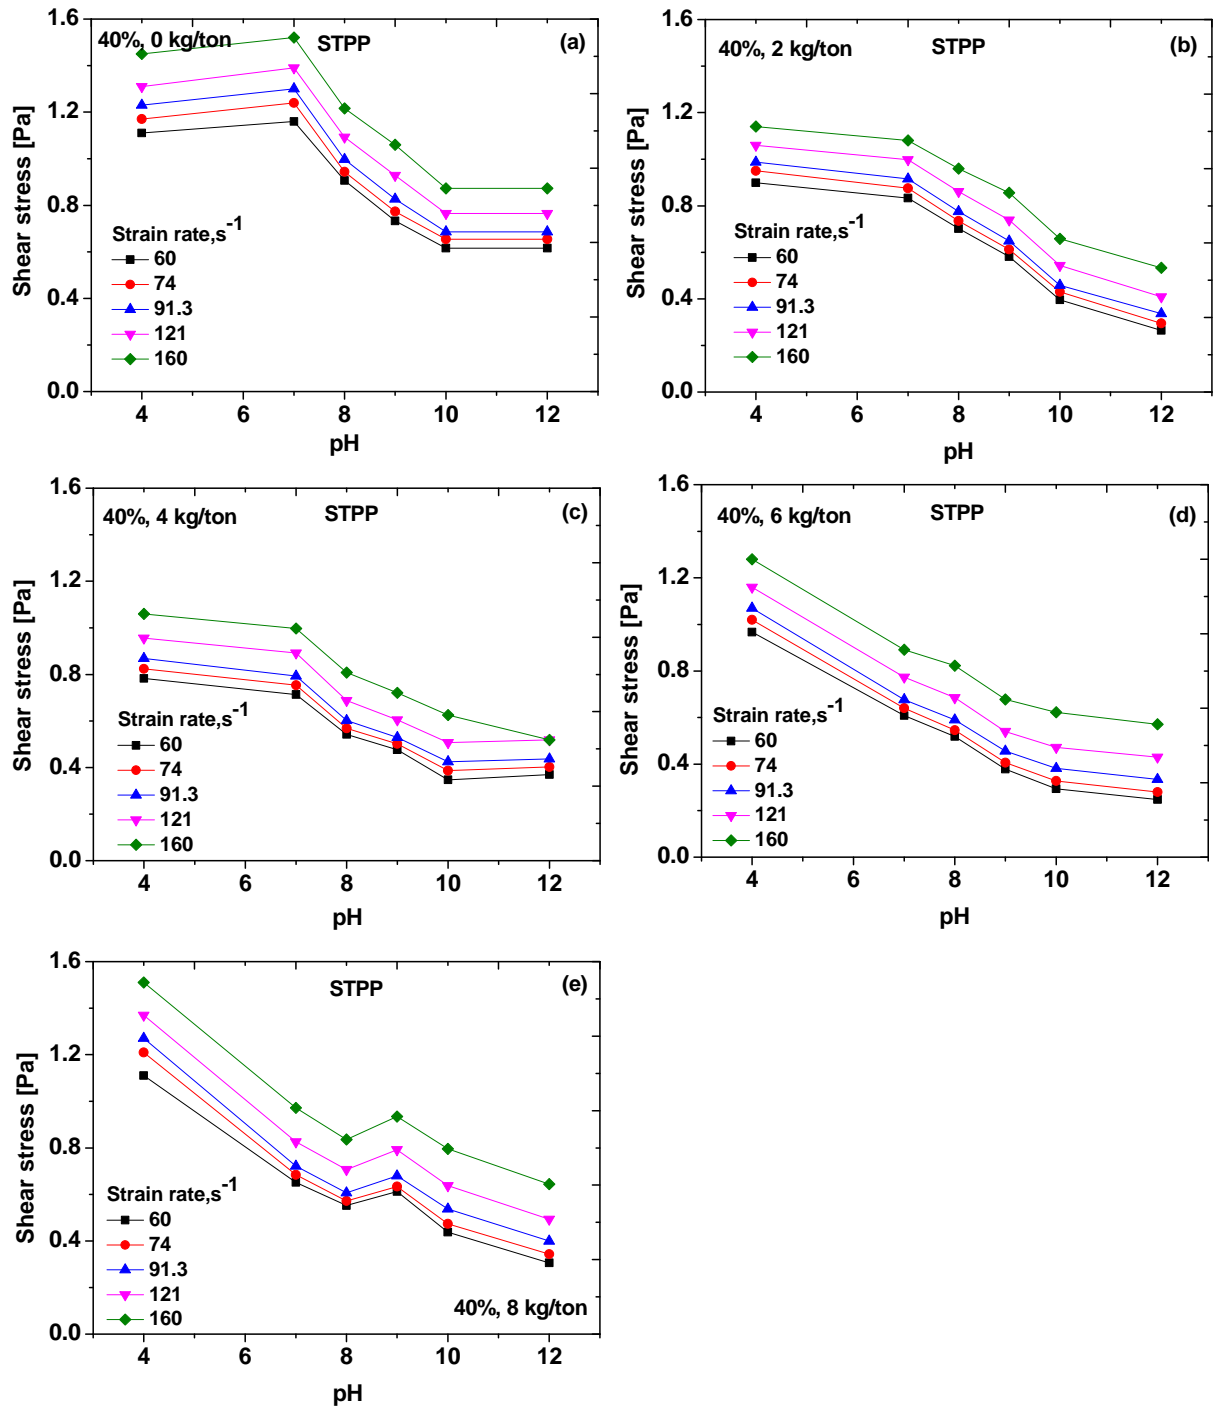 40%, 0 kg/ton
STPP
(a)
1.6
1.2
0.8
0.4
0.0
Shear stress [Pa]
Strain rate,s⁻¹
60
74
91.3
121
160
4 6 8 10 12
pH
40%, 2 kg/ton
STPP
(b)
1.6
1.2
0.8
0.4
0.0
Shear stress [Pa]
Strain rate,s⁻¹
60
74
91.3
121
160
4 6 8 10 12
pH
40%, 4 kg/ton
STPP
(c)
1.6
1.2
0.8
0.4
0.0
Shear stress [Pa]
Strain rate,s⁻¹
60
74
91.3
121
160
4 6 8 10 12
pH
40%, 6 kg/ton
STPP
(d)
1.6
1.2
0.8
0.4
0.0
Shear stress [Pa]
Strain rate,s⁻¹
60
74
91.3
121
160
4 6 8 10 12
pH
STPP
(e)
1.6
1.2
0.8
0.4
0.0
Shear stress [Pa]
Strain rate,s⁻¹
60
74
91.3
121
160
40%, 8 kg/ton
4 6 8 10 12
pH